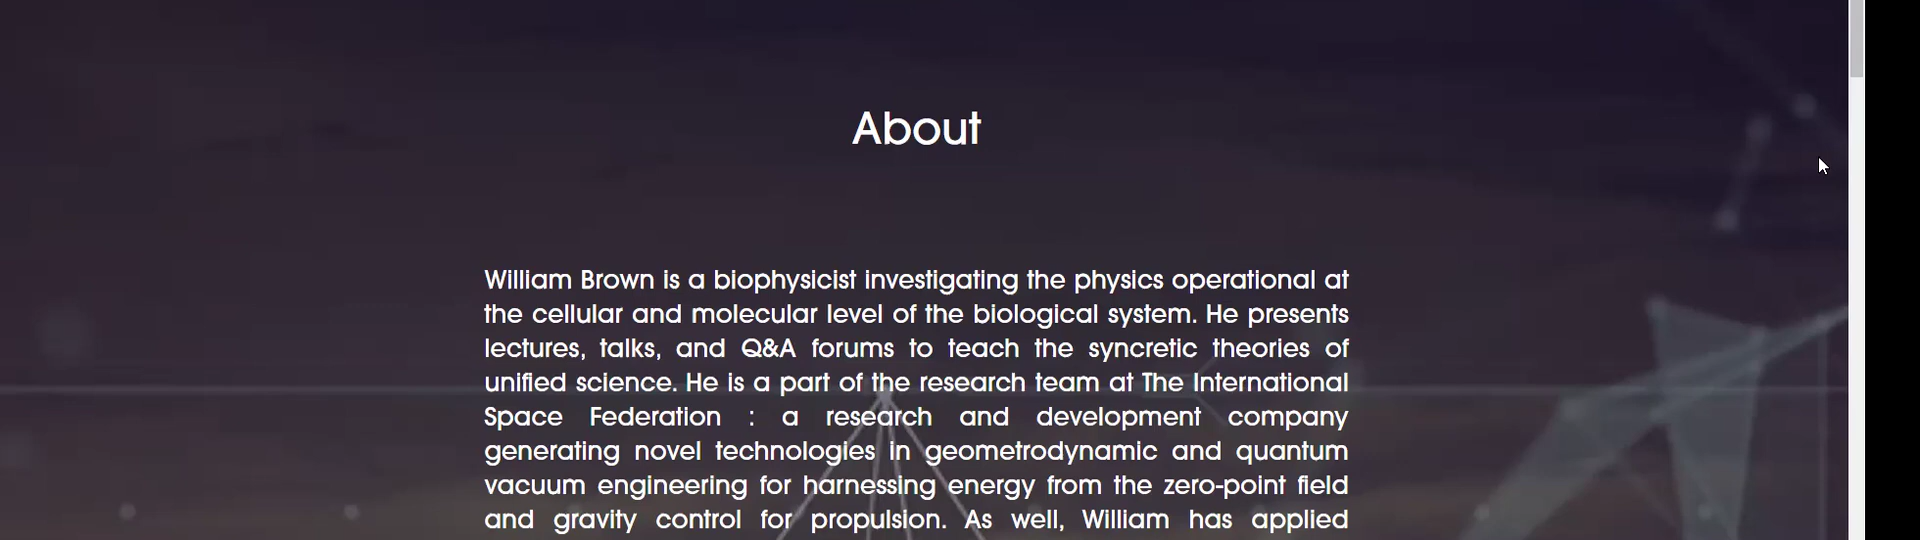 About
William Brown is a biophysicist investigating the physics operational at
the cellular and molecular level of the biological system. He presents
lectures, talks, and Q&A forums to teach the syncretic theories of
unified science. He is a part of the research team at The International
Space Federation : a research and development company
generating novel technologies in geometrodynamic and quantum
vacuum engineering for harnessing energy from the zero-point field
and gravity control for propulsion. As well, William has applied